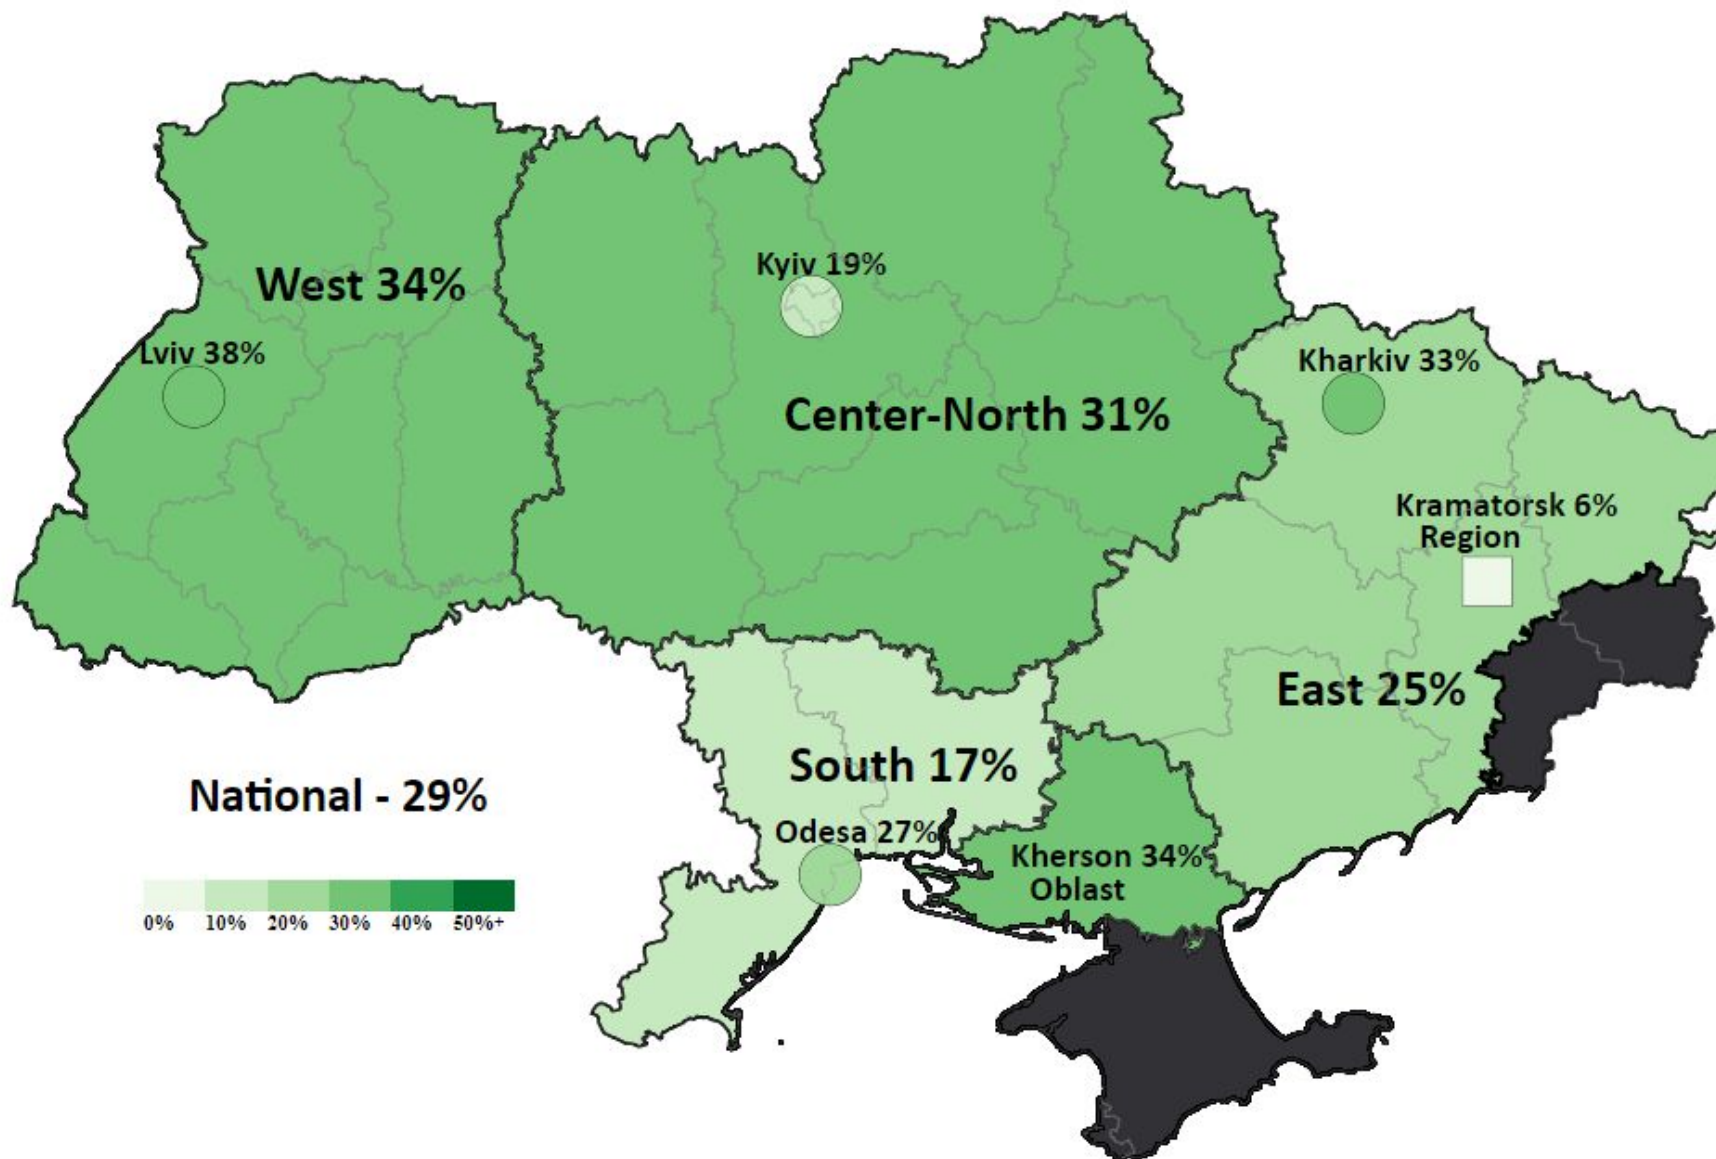 Kyiv 19%
West 34%
Lviv 38%
Kharkiv 33%
Center-North 31%
Kramatorsk 6%
Region
East 25%
South 17%
National - 29%
Odesa 27%
Kherson 34%
Oblast
0% 10% 20% 30% 40% 50%+